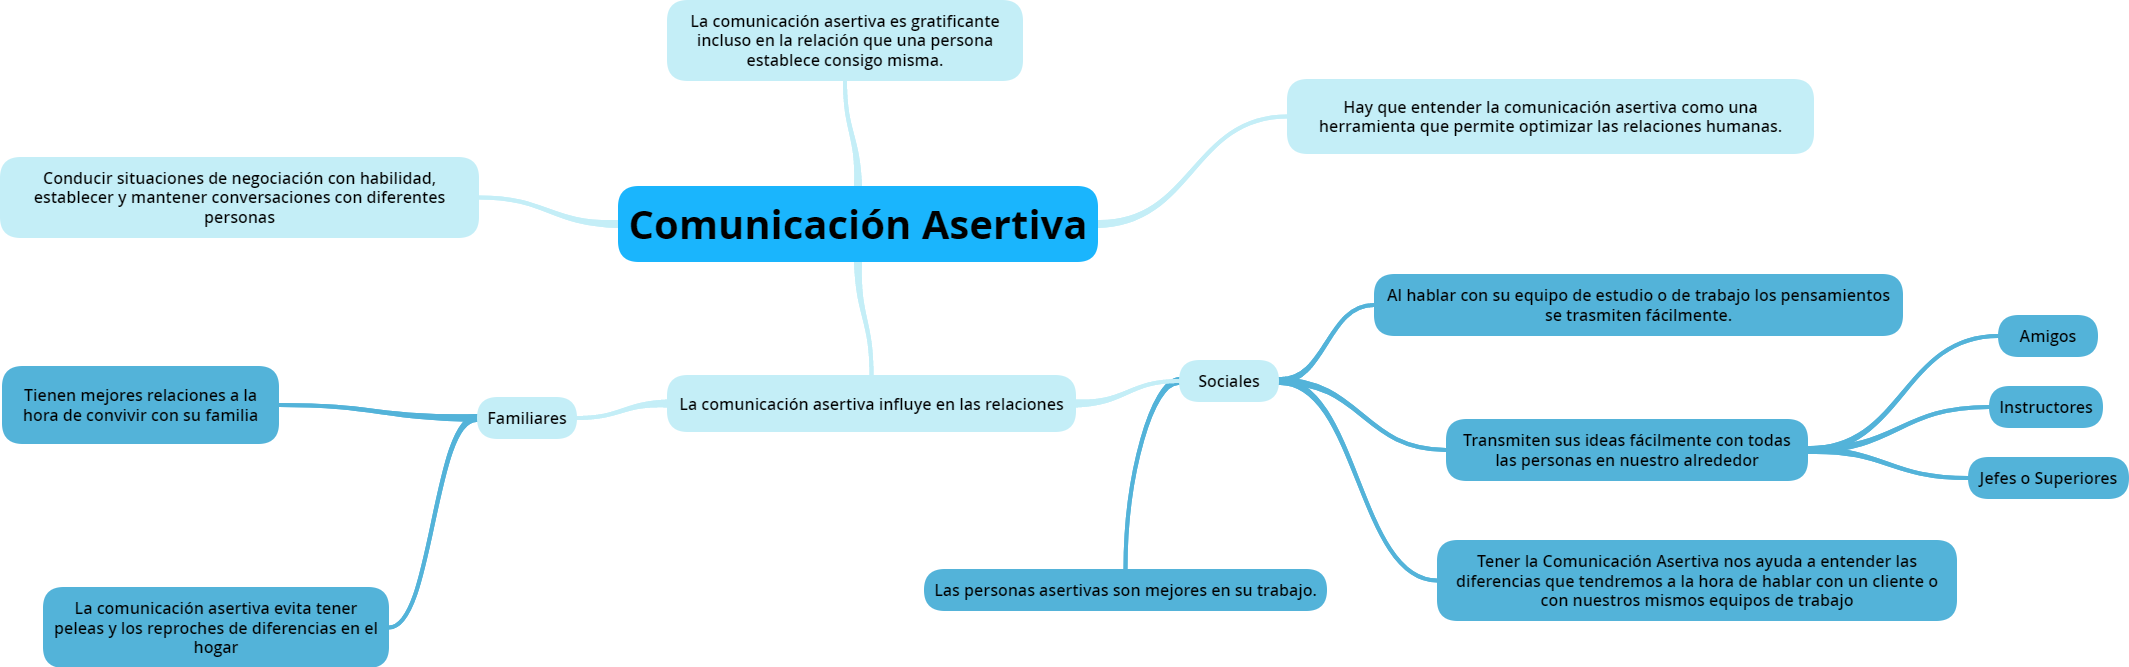 La comunicación asertiva es gratificante
incluso en la relación que una persona
establece consigo misma.
Hay que entender la comunicación asertiva como una
herramienta que permite optimizar las relaciones humanas.
Conducir situaciones de negociación con habilidad,
establecer y mantener conversaciones con diferentes
personas
Comunicación Asertiva
Al hablar con su equipo de estudio o de trabajo los pensamientos
se trasmiten fácilmente.
Amigos
Tienen mejores relaciones a la
hora de convivir con su familia
Familiares
La comunicación asertiva influye en las relaciones
Sociales
Instructores
Transmiten sus ideas fácilmente con todas
las personas en nuestro alrededor
Jefes o Superiores
Tener la Comunicación Asertiva nos ayuda a entender las
diferencias que tendremos a la hora de hablar con un cliente o
con nuestros mismos equipos de trabajo
Las personas asertivas son mejores en su trabajo.
La comunicación asertiva evita tener
peleas y los reproches de diferencias en el
hogar